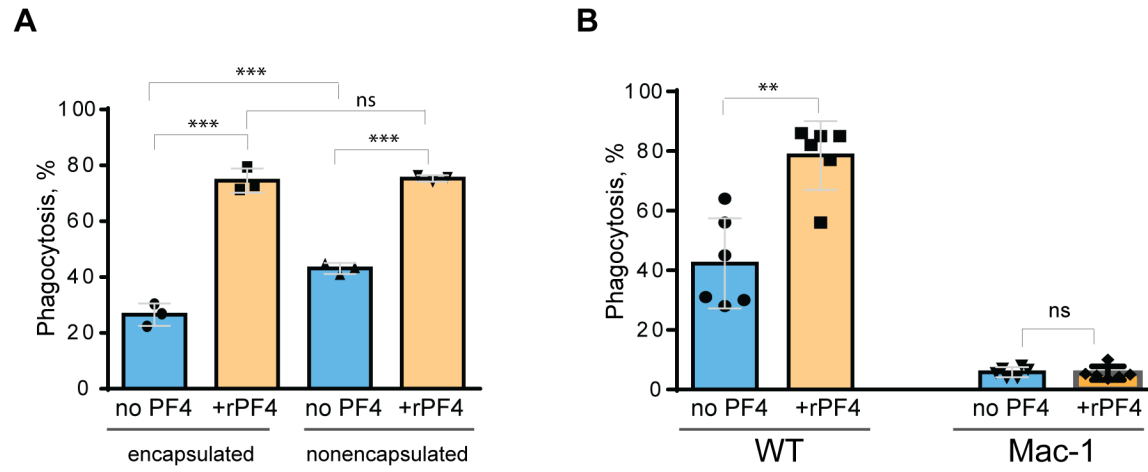 A
Phagocytosis, %
100
80
60
40
20
0
***
***
ns
***
no PF4 +rPF4 no PF4 +rPF4
encapsulated nonencapsulated
B
Phagocytosis, %
100
80
60
40
20
0
**
ns
no PF4 +rPF4 no PF4 +rPF4
WT Mac-1